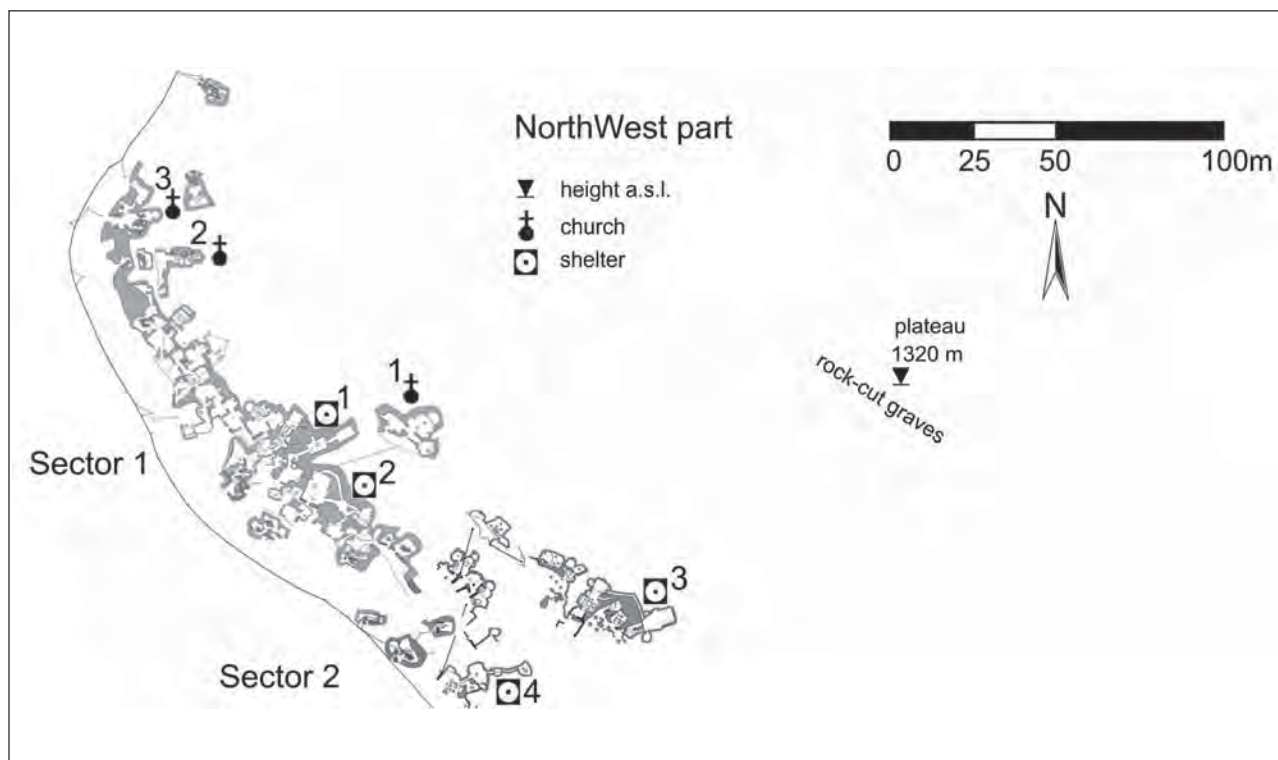 NorthWest part
height a.s.l.
church
shelter
0 25 50 100m
N
3
2
plateau
1320 m
rock-cut graves
1
1
Sector 1
2
3
Sector 2
4